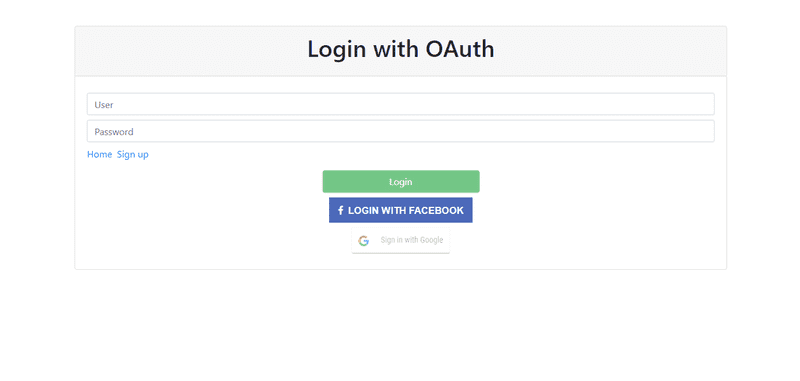 Login with OAuth
User
Password
Home Sign up
Login
LOGIN WITH FACEBOOK
Sign in with Google